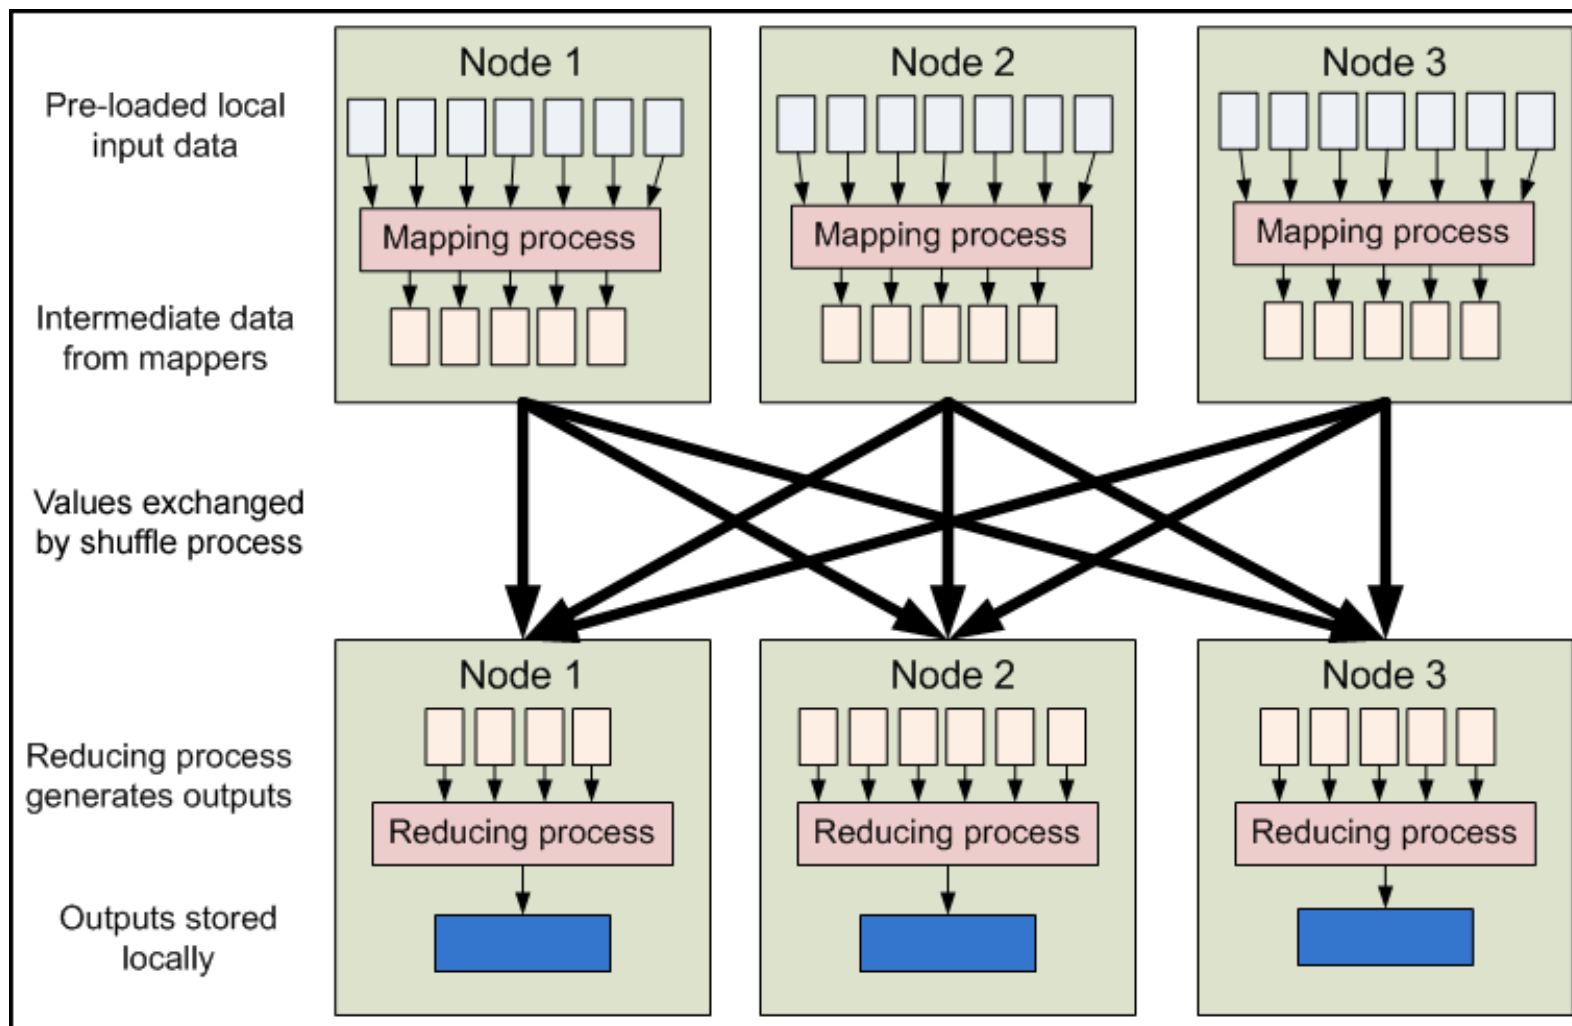 Node 1
Node 2
Node 3
Pre-loaded local
input data
Mapping process
Mapping process
Mapping process
Intermediate data
from mappers
Values exchanged
by shuffle process
Node 1
Node 2
Node 3
Reducing process
generates outputs
Reducing process
Reducing process
Reducing process
Outputs stored
locally